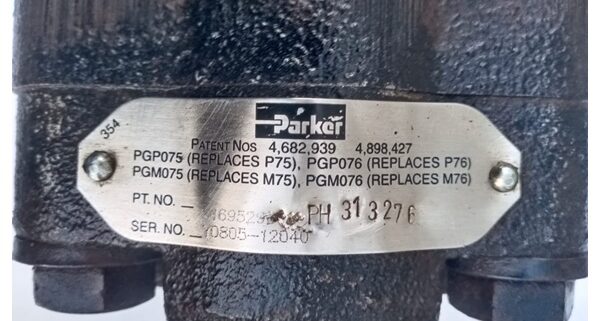 354
Parker
PATENT NOS 4,682,939 4,898,427
PGP075 (REPLACES P75), PGP076 (REPLACES P76)
PGM075 (REPLACES M75), PGM076 (REPLACES M76)
PT. NO. PH 313276
SER. NO. 0805-12040